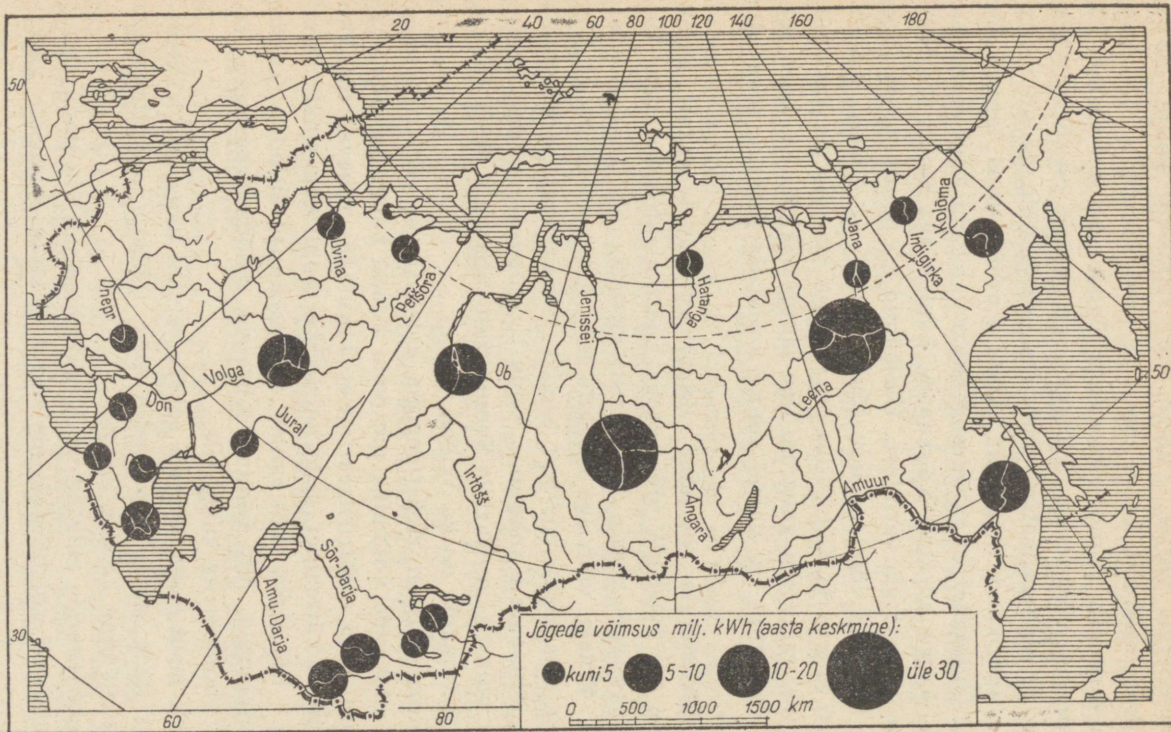 20 40 60 80 100 120 140 160 180
50
Dnepr
Dvina
Petšora
Hatanga
Jana
Indigirka
Kolõma
Jenissei
Volga
Don
Uural
Ob
Leena
50
Irtõšš
Angara
Amuur
Sõr-Darja
Amu-Darja
30
60
80
Jõgede võimsus milj. kWh (aasta keskmine):
kuni 5 5-10 10-20 üle 30
0 500 1000 1500 km